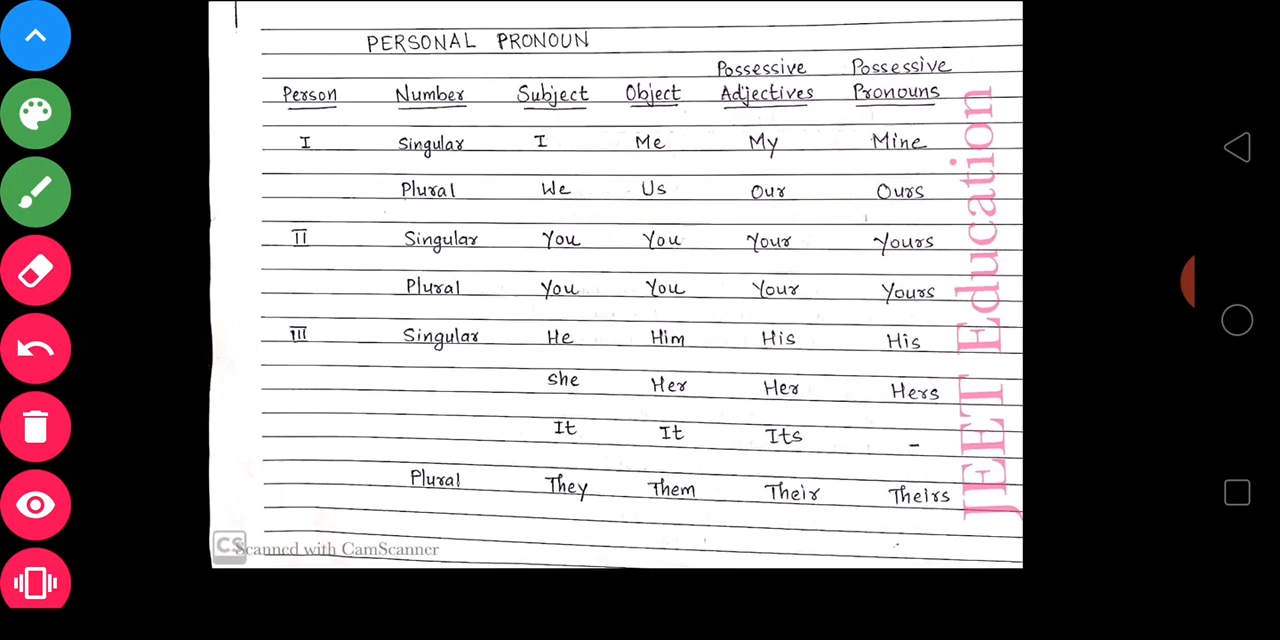 PERSONAL PRONOUN
Possessive Possessive
Person Number Subject Object Adjectives Pronouns
I Singular I Me My Mine
Plural We Us Our Ours
II Singular You You Your Yours
Plural You You Your Yours
III Singular He Him His His
She Her Her Hers
It It Its -
Plural They Them Their Theirs
JEET Education
CS Scanned with CamScanner